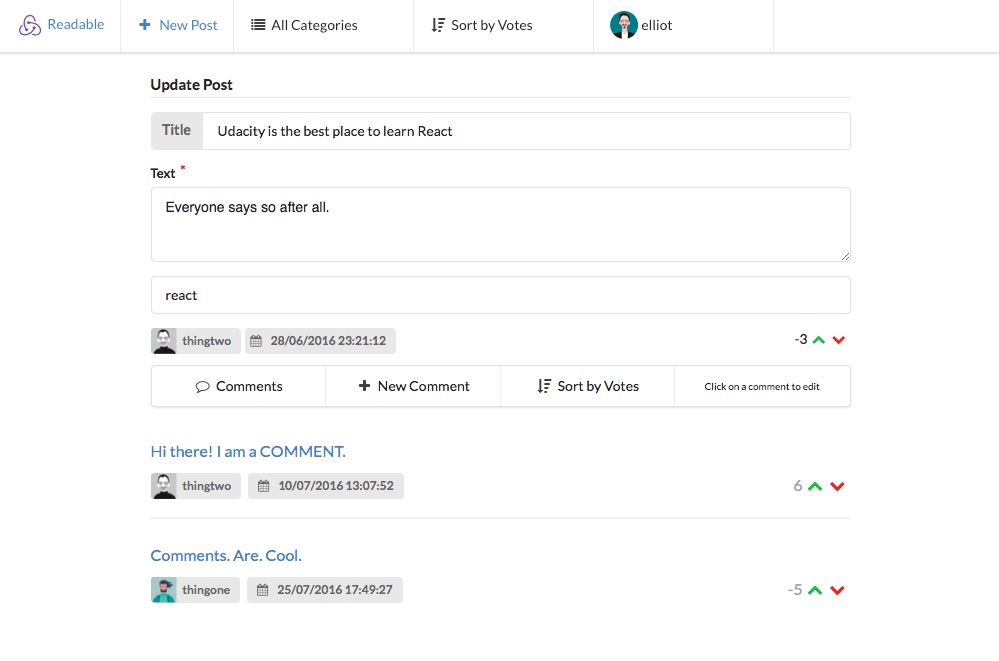 Readable
New Post
All Categories
Sort by Votes
elliot
Update Post
Title
Udacity is the best place to learn React
Text *
Everyone says so after all.
react
thingtwo
28/06/2016 23:21:12
-3
Comments
New Comment
Sort by Votes
Click on a comment to edit
Hi there! I am a COMMENT.
thingtwo
10/07/2016 13:07:52
6
Comments. Are. Cool.
thingone
25/07/2016 17:49:27
-5